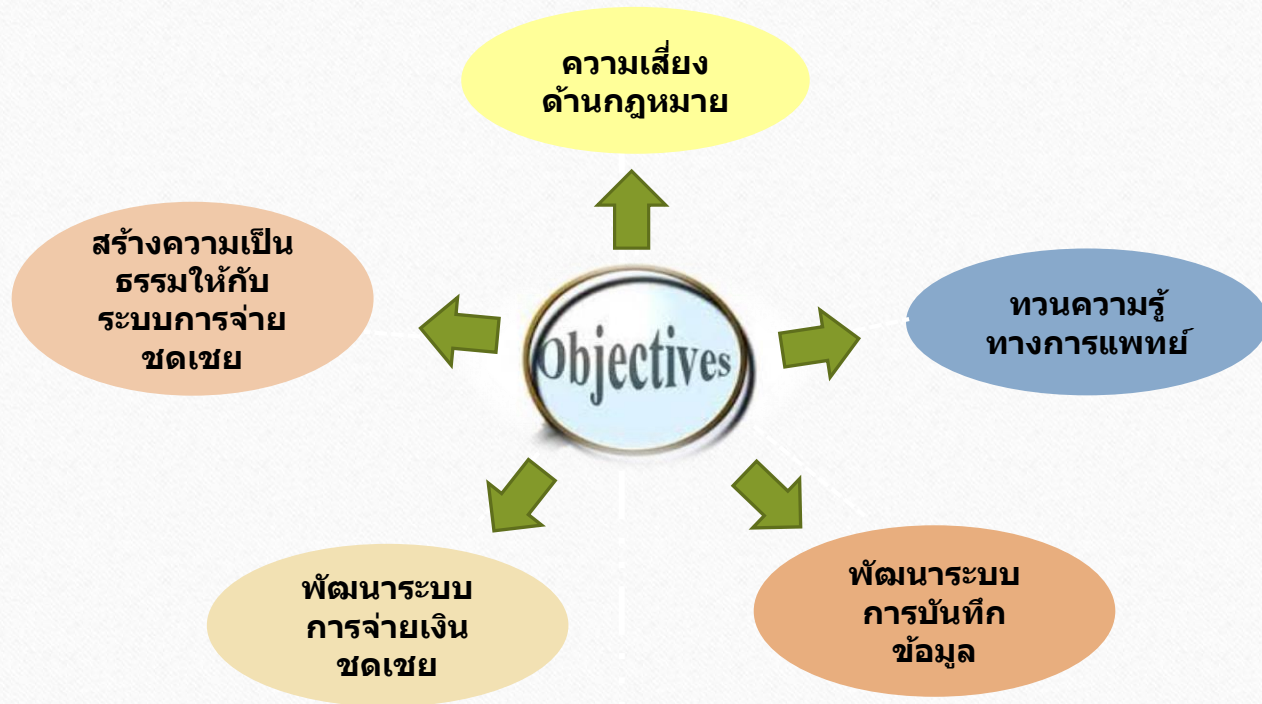 ความเสี่ยง
ด้านกฎหมาย
สร้างความเป็น
ธรรมให้กับ
ระบบการจ่าย
ชดเชย
Objectives
ทวนความรู้
ทางการแพทย์
พัฒนาระบบ
การจ่ายเงิน
ชดเชย
พัฒนาระบบ
การบันทึก
ข้อมูล